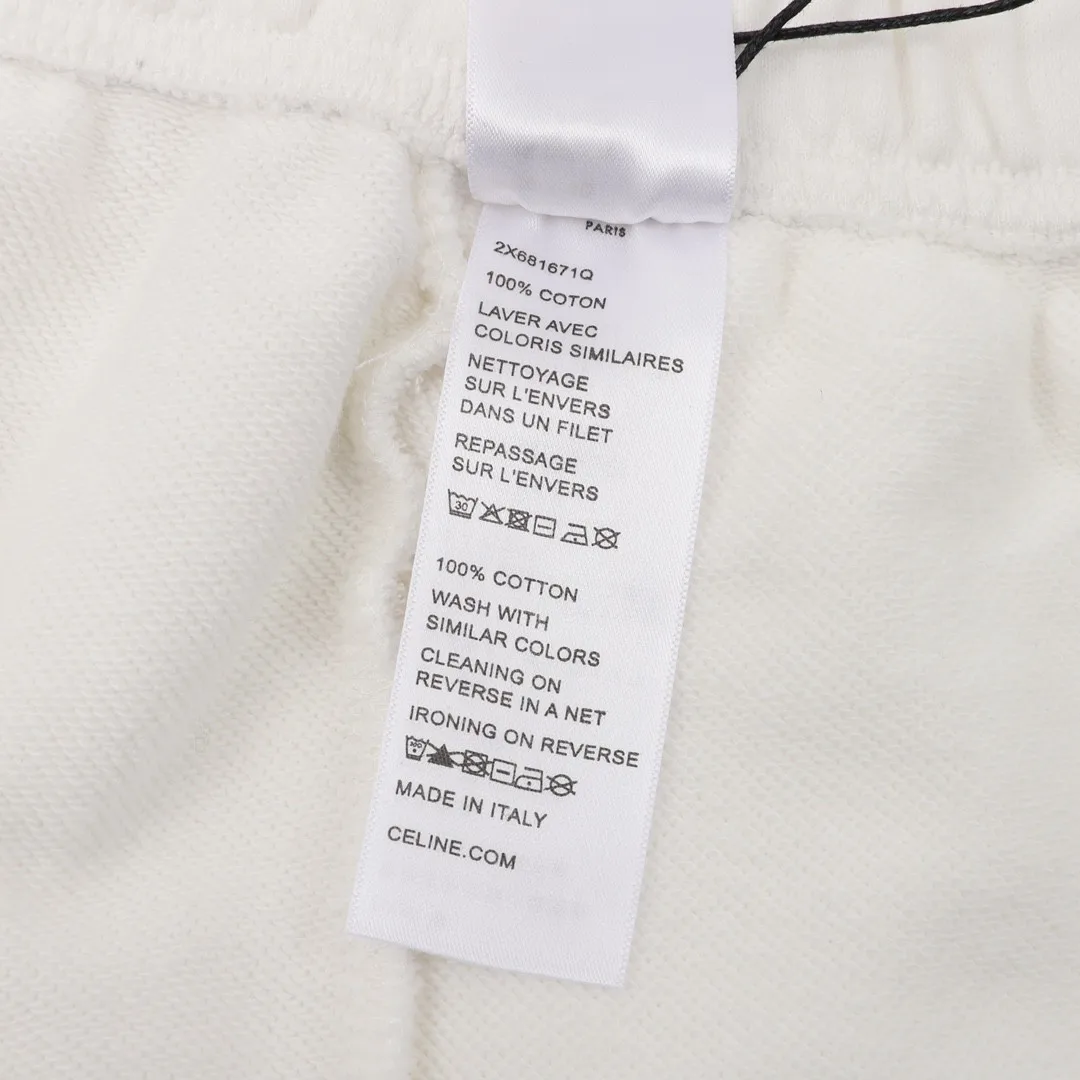 PARIS
2X681671Q
100% COTON
LAVER AVEC
COLORIS SIMILAIRES
NETTOYAGE
SUR L'ENVERS
DANS UN FILET
REPASSAGE
SUR L'ENVERS
30
100% COTTON
WASH WITH
SIMILAR COLORS
CLEANING ON
REVERSE IN A NET
IRONING ON REVERSE
MADE IN ITALY
CELINE.COM